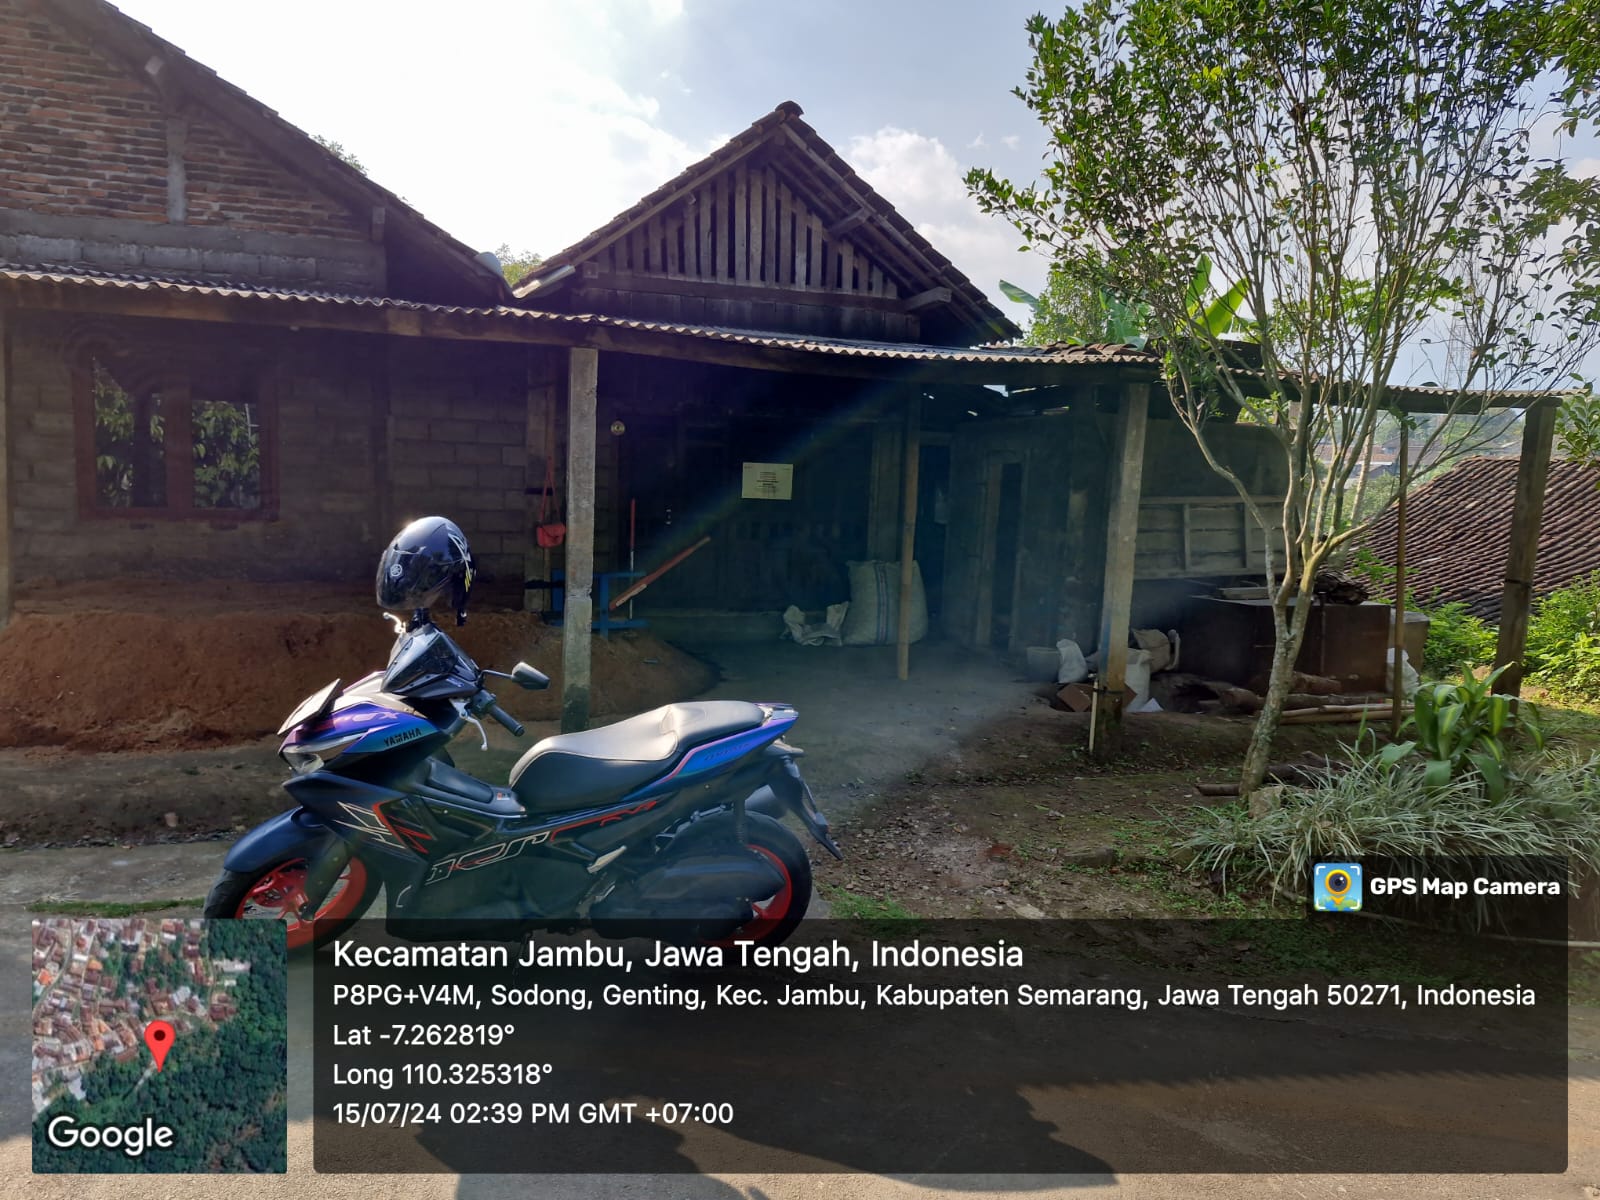 YAMAHA
GPS Map Camera
Kecamatan Jambu, Jawa Tengah, Indonesia
P8PG+V4M, Sodong, Genting, Kec. Jambu, Kabupaten Semarang, Jawa Tengah 50271, Indonesia
Lat -7.262819°
Long 110.325318°
15/07/24 02:39 PM GMT +07:00
Google